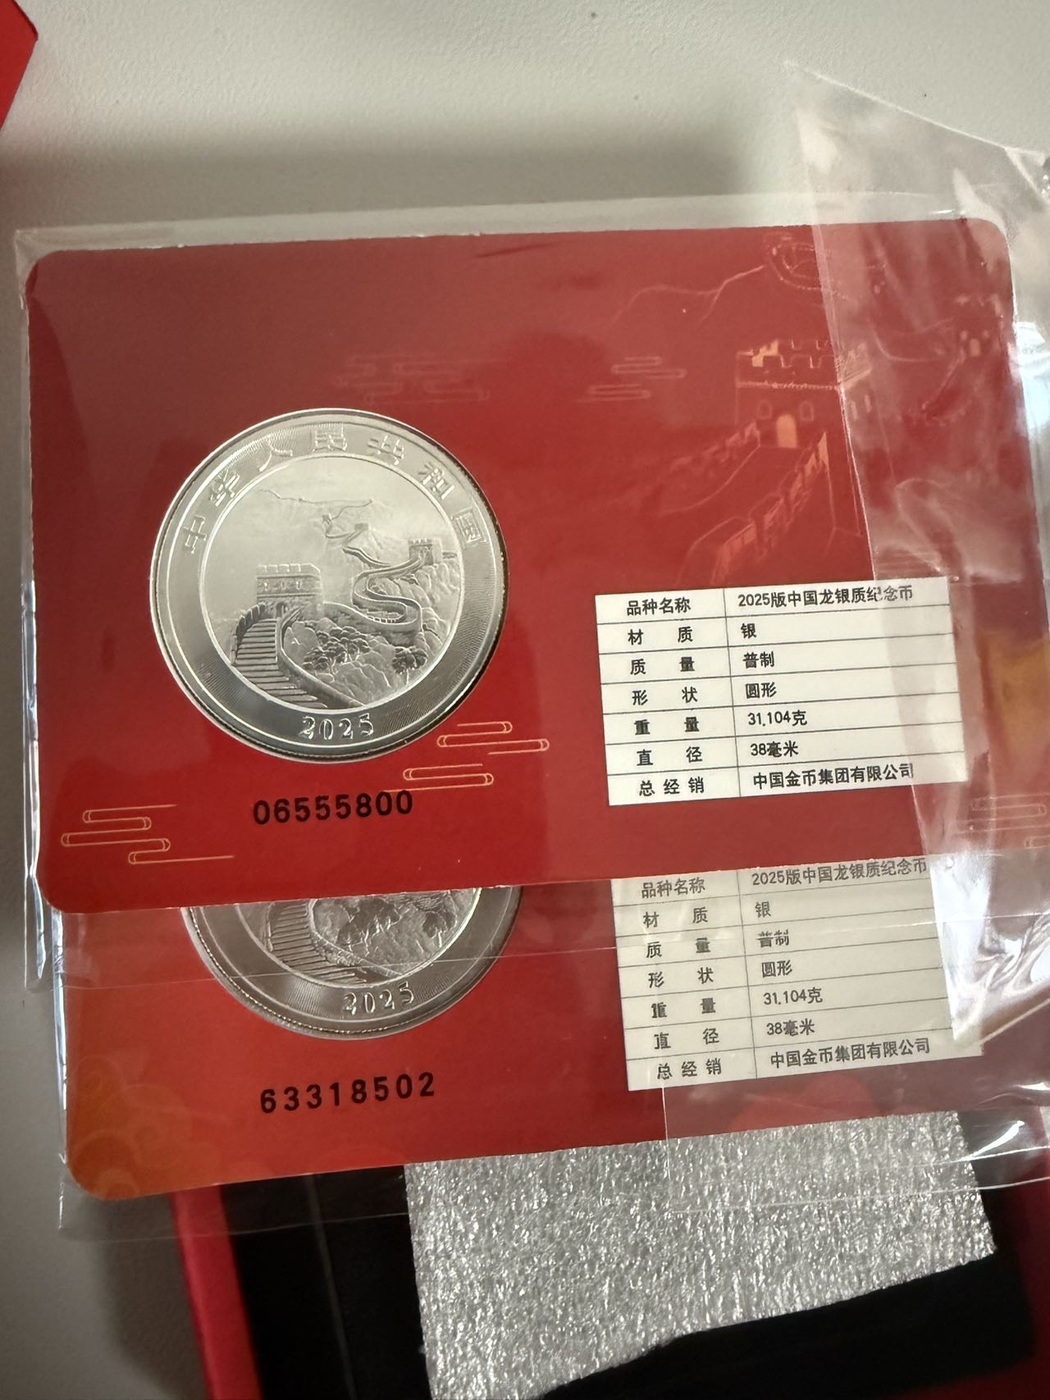 中华人民共和国
2025
06555800
品种名称 2025版中国龙银质纪念币
材 质 银
质 量 普制
形 状 圆形
重 量 31.104克
直 径 38毫米
总经销 中国金币集团有限公司
2025
63318502
品种名称 2025版中国龙银质纪念币
材 质 银
质 量 普制
形 状 圆形
重 量 31.104克
直 径 38毫米
总经销 中国金币集团有限公司